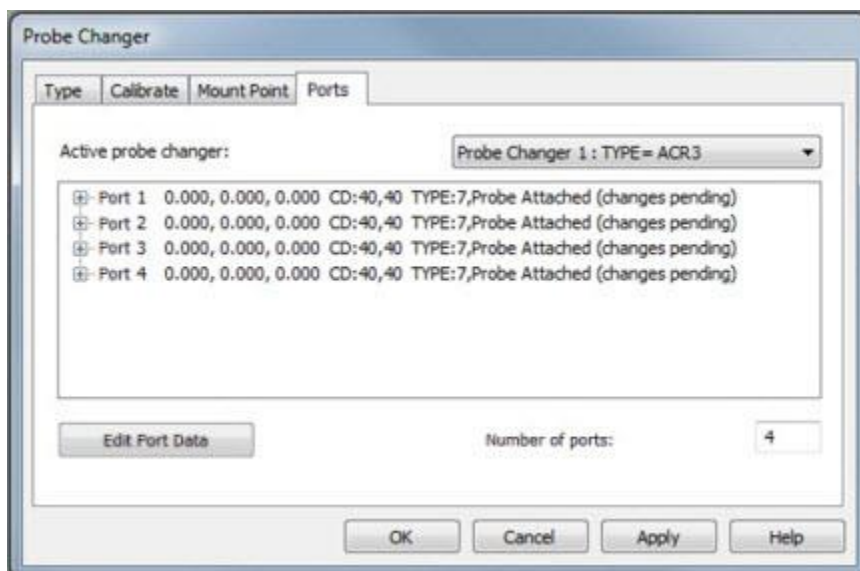 Probe Changer
Type Calibrate Mount Point Ports
Active probe changer: Probe Changer 1 : TYPE= ACR3
Port 1 0.000, 0.000, 0.000 CD:40,40 TYPE:7,Probe Attached (changes pending)
Port 2 0.000, 0.000, 0.000 CD:40,40 TYPE:7,Probe Attached (changes pending)
Port 3 0.000, 0.000, 0.000 CD:40,40 TYPE:7,Probe Attached (changes pending)
Port 4 0.000, 0.000, 0.000 CD:40,40 TYPE:7,Probe Attached (changes pending)
Edit Port Data Number of ports: 4
OK Cancel Apply Help